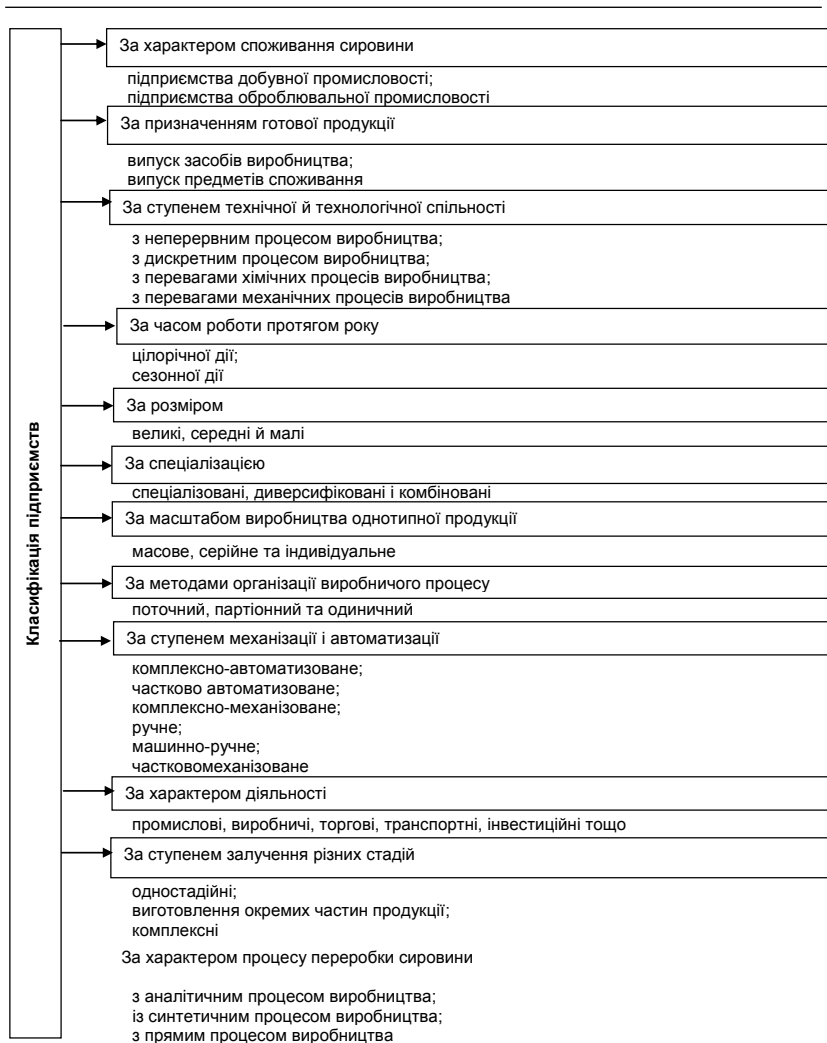 Класифікація підприємств
За характером споживання сировини
підприємства добувної промисловості;
підприємства оброблювальної промисловості
За призначенням готової продукції
випуск засобів виробництва;
випуск предметів споживання
За ступенем технічної й технологічної спільності
з неперервним процесом виробництва;
з дискретним процесом виробництва;
з перевагами хімічних процесів виробництва;
з перевагами механічних процесів виробництва
За часом роботи протягом року
цілорічної дії;
сезонної дії
За розміром
великі, середні й малі
За спеціалізацією
спеціалізовані, диверсифіковані і комбіновані
За масштабом виробництва однотипної продукції
масове, серійне та індивідуальне
За методами організації виробничого процесу
поточний, партіонний та одиничний
За ступенем механізації і автоматизації
комплексно-автоматизоване;
частково автоматизоване;
комплексно-механізоване;
ручне;
машинно-ручне;
частковомеханізоване
За характером діяльності
промислові, виробничі, торгові, транспортні, інвестиційні тощо
За ступенем залучення різних стадій
одностадійні;
виготовлення окремих частин продукції;
комплексні
За характером процесу переробки сировини
з аналітичним процесом виробництва;
із синтетичним процесом виробництва;
з прямим процесом виробництва